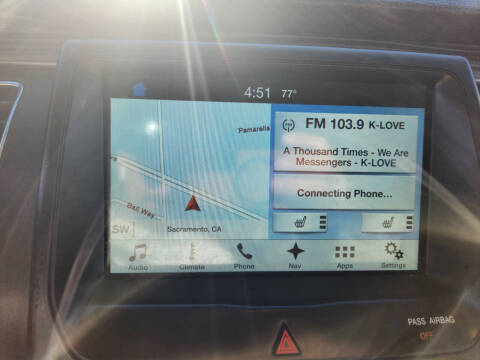 4:51 77°
Pamarella
FM 103.9 K-LOVE
A Thousand Times - We Are
Messengers - K-LOVE
Connecting Phone...
Bell Way
SW
Sacramento, CA
Audio Climate Phone Nav Apps Settings
PASS AIRBAG
OFF